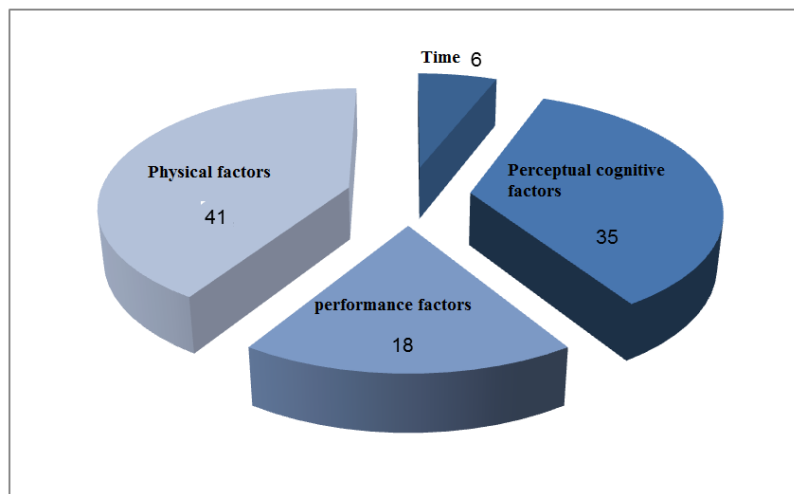 Time 6
Physical factors
41
Perceptual cognitive
factors
35
performance factors
18